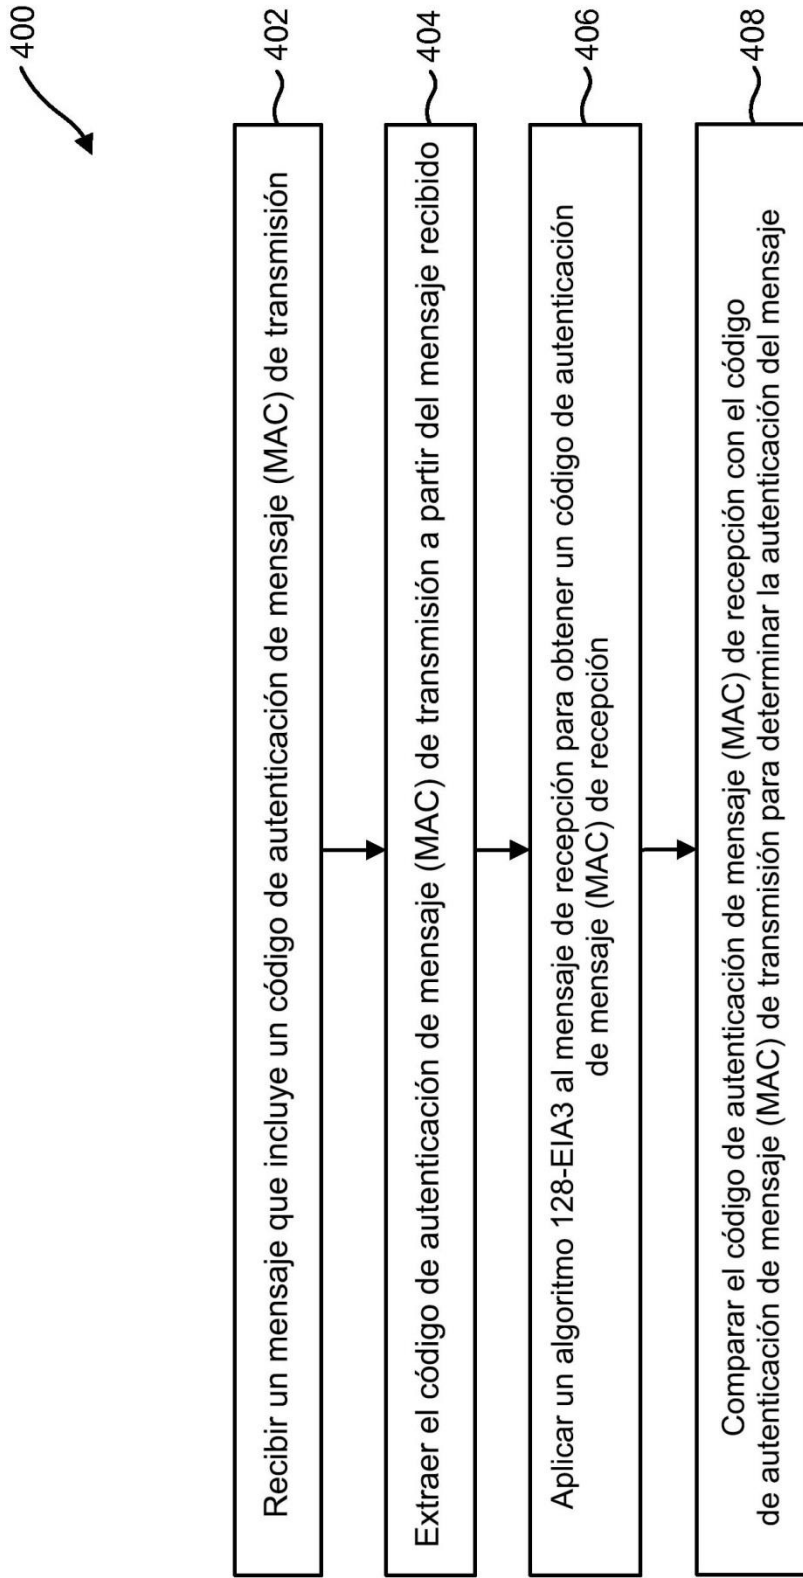 400
402
Recibir un mensaje que incluye un código de autenticación de mensaje (MAC) de transmisión
404
Extraer el código de autenticación de mensaje (MAC) de transmisión a partir del mensaje recibido
406
Aplicar un algoritmo 128-EIA3 al mensaje de recepción para obtener un código de autenticación
de mensaje (MAC) de recepción
408
Comparar el código de autenticación de mensaje (MAC) de recepción con el código
de autenticación de mensaje (MAC) de transmisión para determinar la autenticación del mensaje